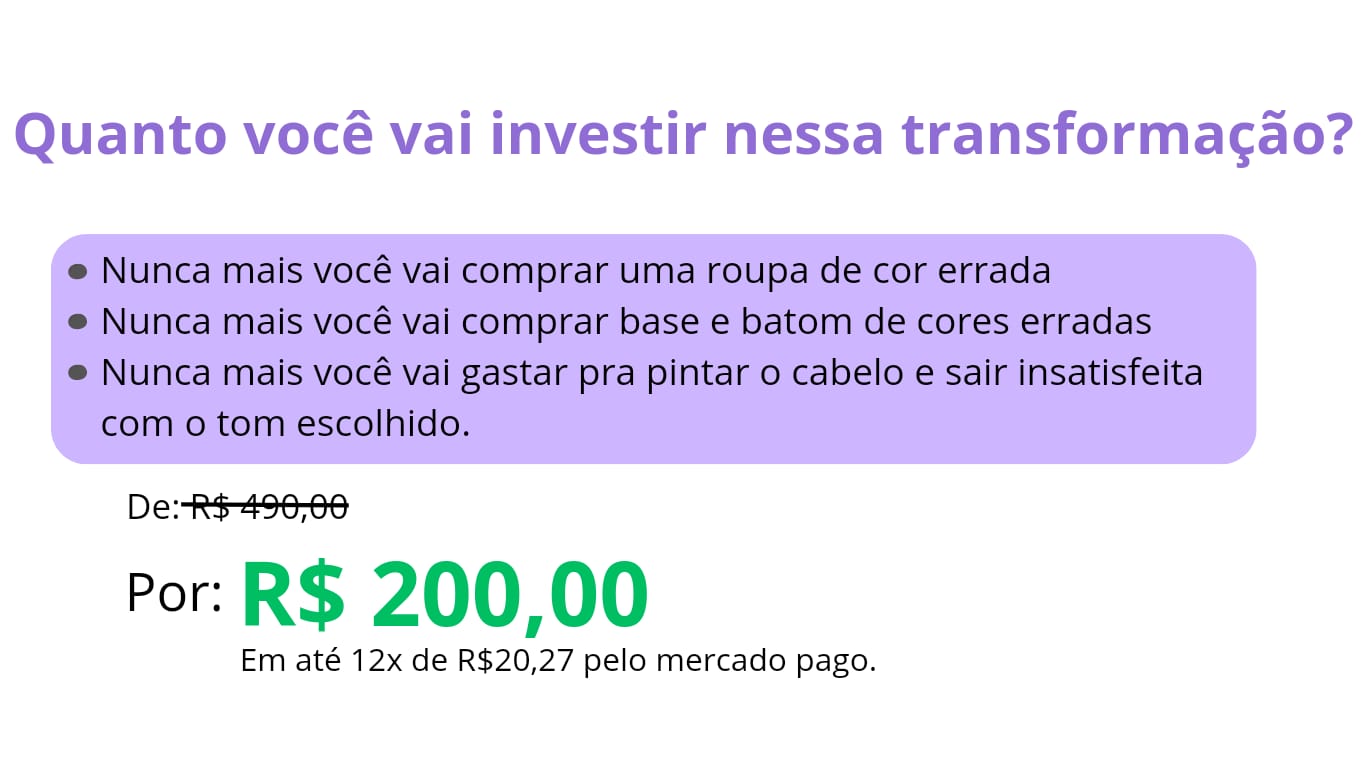 Quanto você vai investir nessa transformação?
Nunca mais você vai comprar uma roupa de cor errada
Nunca mais você vai comprar base e batom de cores erradas
Nunca mais você vai gastar pra pintar o cabelo e sair insatisfeita
com o tom escolhido.
De: R$ 490,00
Por: R$ 200,00
Em até 12x de R$20,27 pelo mercado pago.